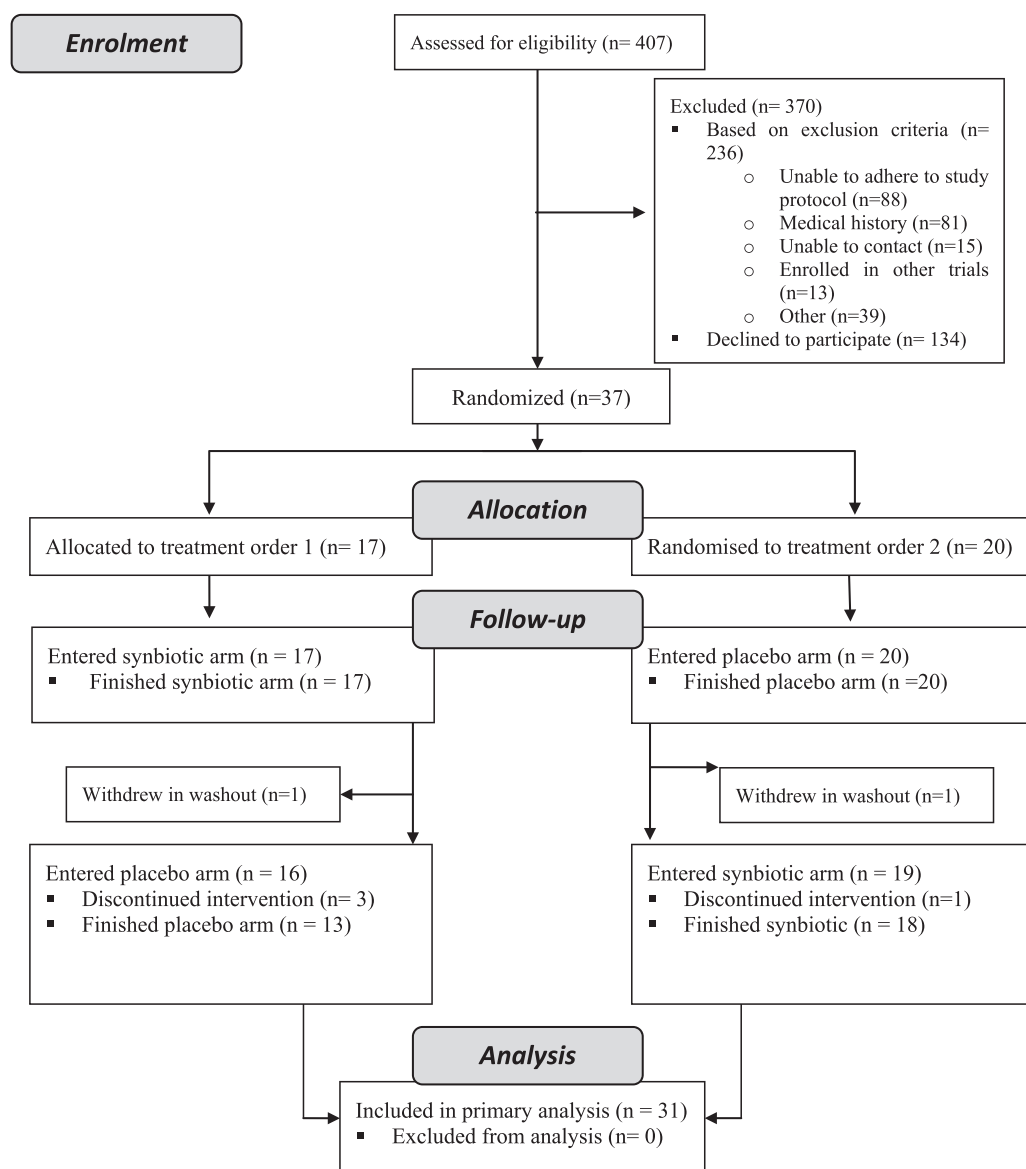 Enrolment
Assessed for eligibility (n= 407)
Excluded (n= 370)
▪ Based on exclusion criteria (n=
236)
o Unable to adhere to study
protocol (n=88)
o Medical history (n=81)
o Unable to contact (n=15)
o Enrolled in other trials
(n=13)
o Other (n=39)
▪ Declined to participate (n= 134)
Randomized (n=37)
Allocation
Allocated to treatment order 1 (n= 17)
Randomised to treatment order 2 (n= 20)
Follow-up
Entered synbiotic arm (n = 17)
▪ Finished synbiotic arm (n = 17)
Entered placebo arm (n = 20)
▪ Finished placebo arm (n =20)
Withdrew in washout (n=1)
Withdrew in washout (n=1)
Entered placebo arm (n = 16)
▪ Discontinued intervention (n= 3)
▪ Finished placebo arm (n = 13)
Entered synbiotic arm (n = 19)
▪ Discontinued intervention (n=1)
▪ Finished synbiotic (n = 18)
Analysis
Included in primary analysis (n = 31)
▪ Excluded from analysis (n= 0)